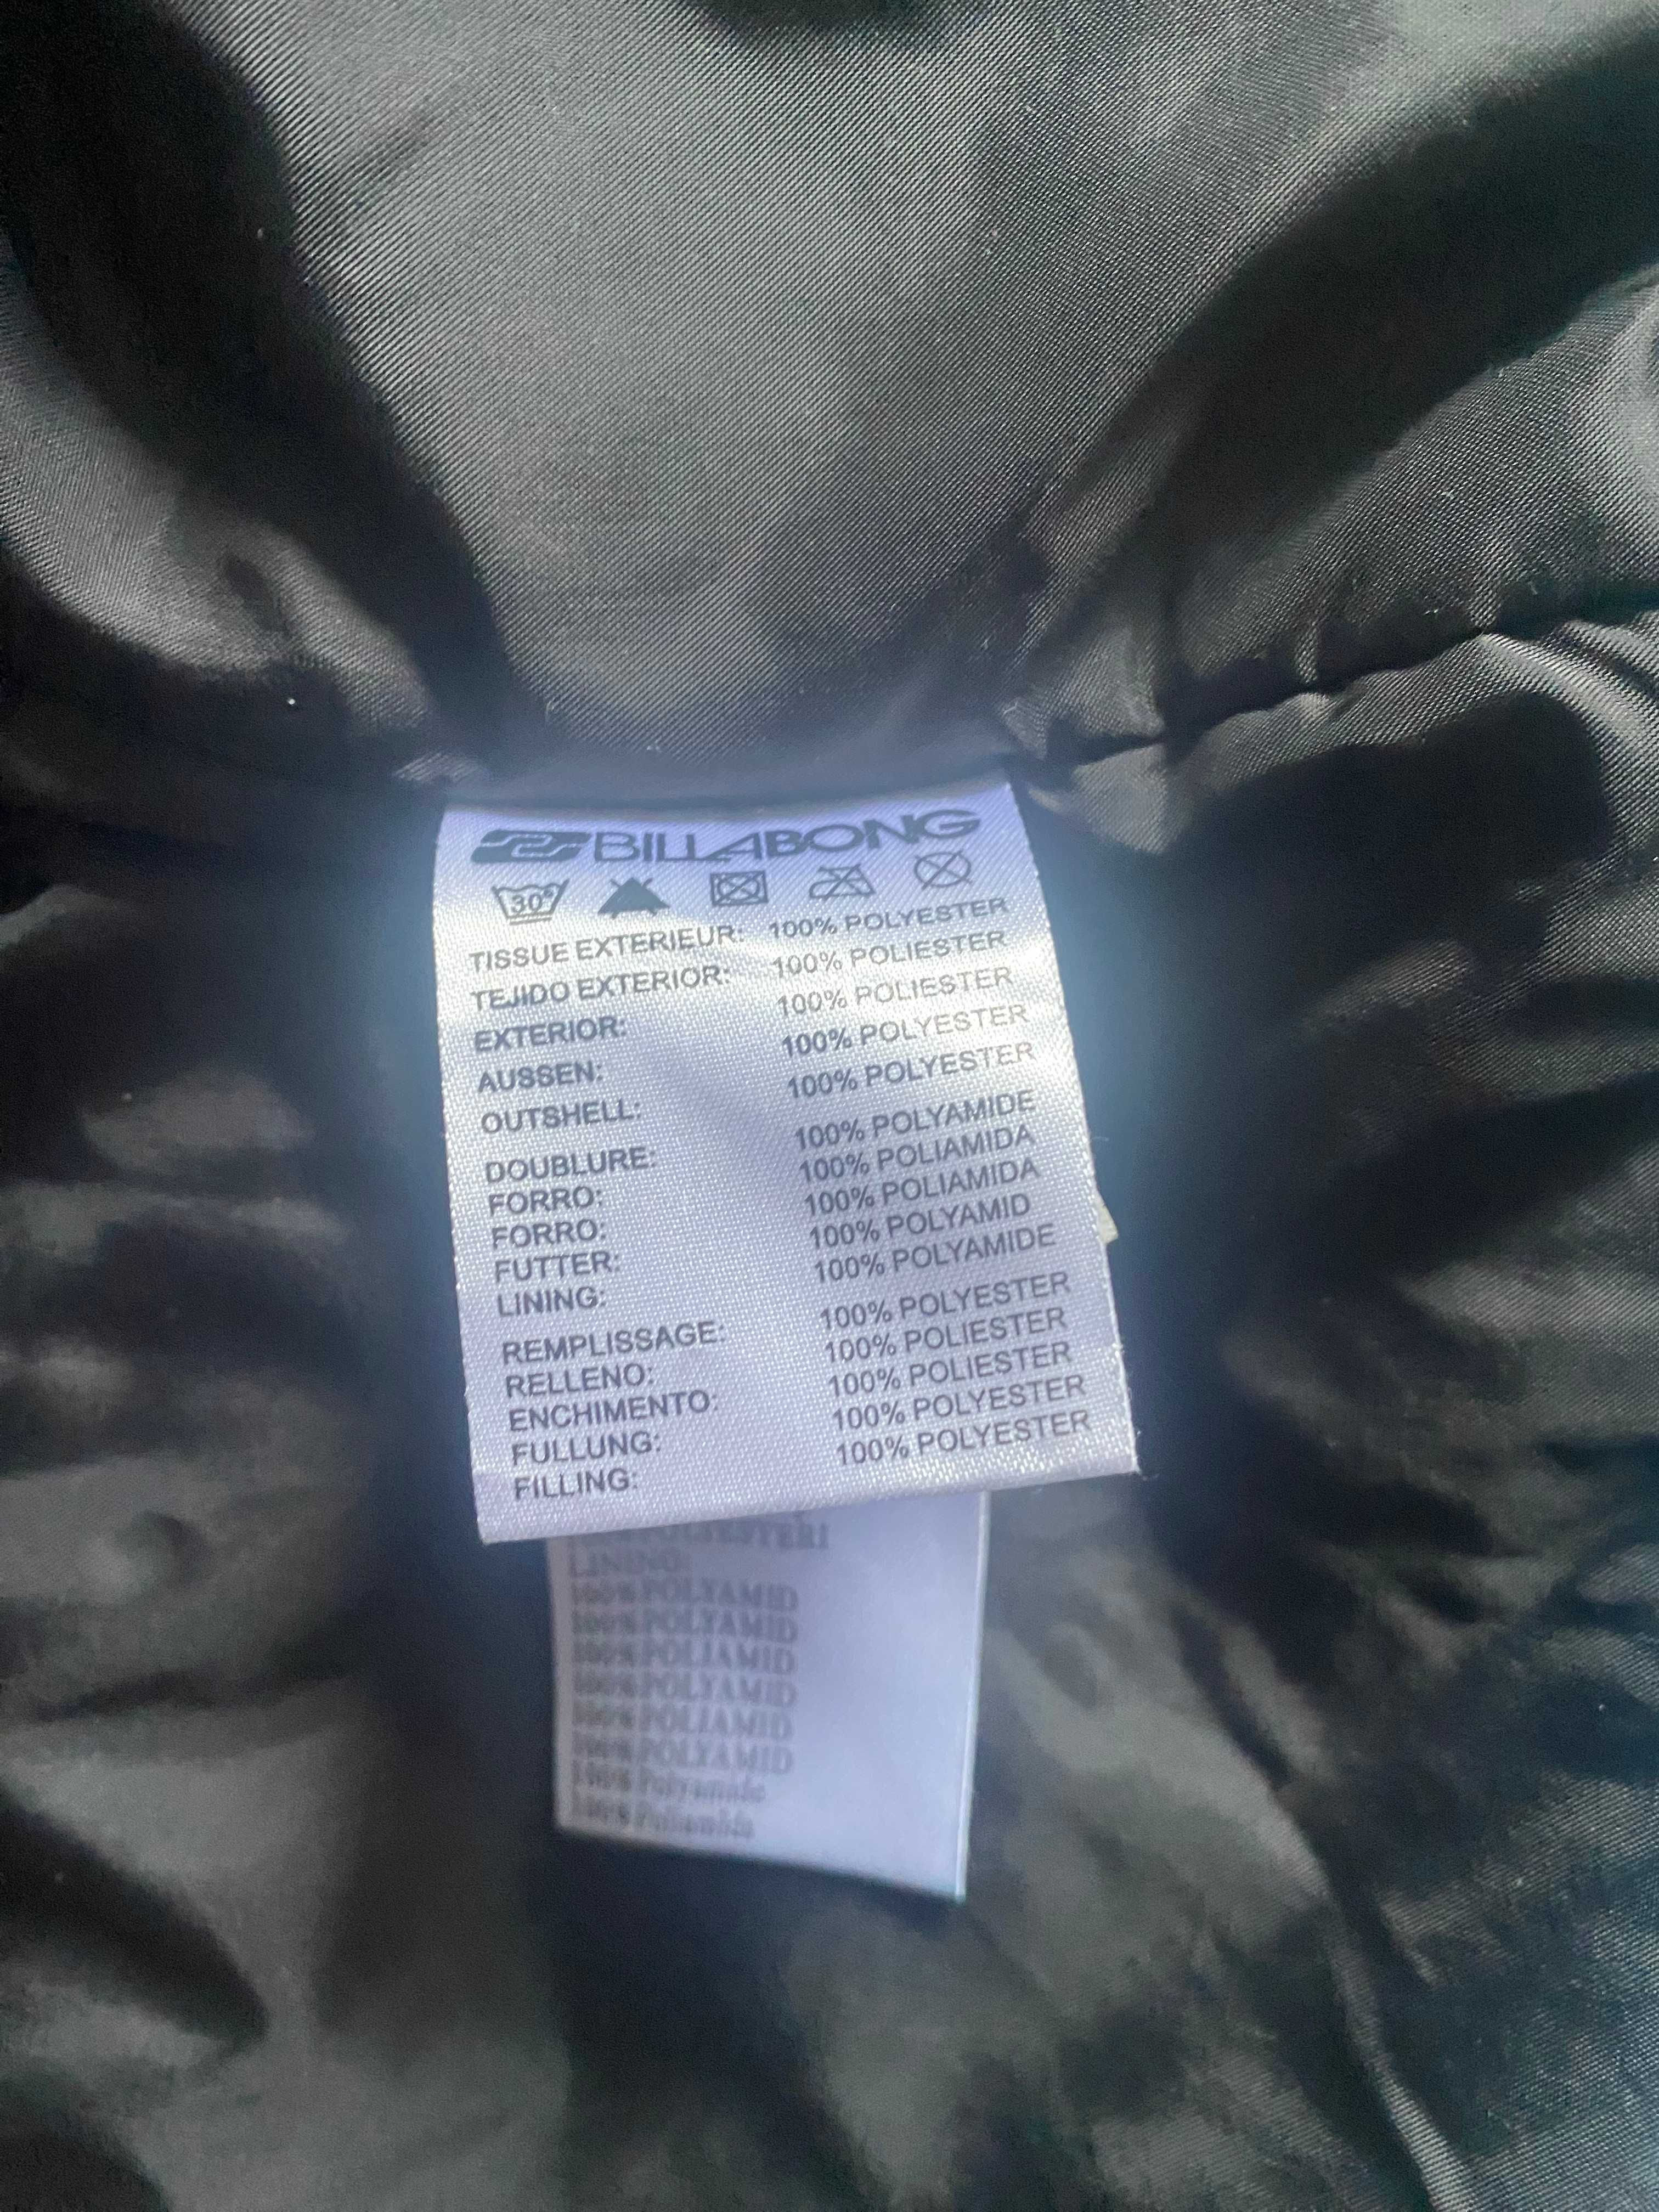 BILLABONG
30°
TISSUE EXTERIEUR: 100% POLYESTER
TEJIDO EXTERIOR: 100% POLIESTER
EXTERIOR: 100% POLIESTER
AUSSEN: 100% POLYESTER
OUTSHELL: 100% POLYESTER
DOUBLURE: 100% POLYAMIDE
FORRO: 100% POLIAMIDA
FORRO: 100% POLIAMIDA
FUTTER: 100% POLYAMID
LINING: 100% POLYAMIDE
REMPLISSAGE: 100% POLYESTER
RELLENO: 100% POLIESTER
ENCHIMENTO: 100% POLIESTER
FULLUNG: 100% POLYESTER
FILLING: 100% POLYESTER
LINING:
100% POLYAMID
100% POLYAMID
100% POLIAMID
100% POLYAMID
100% POLIAMID
100% POLYAMID
100% Polyamide